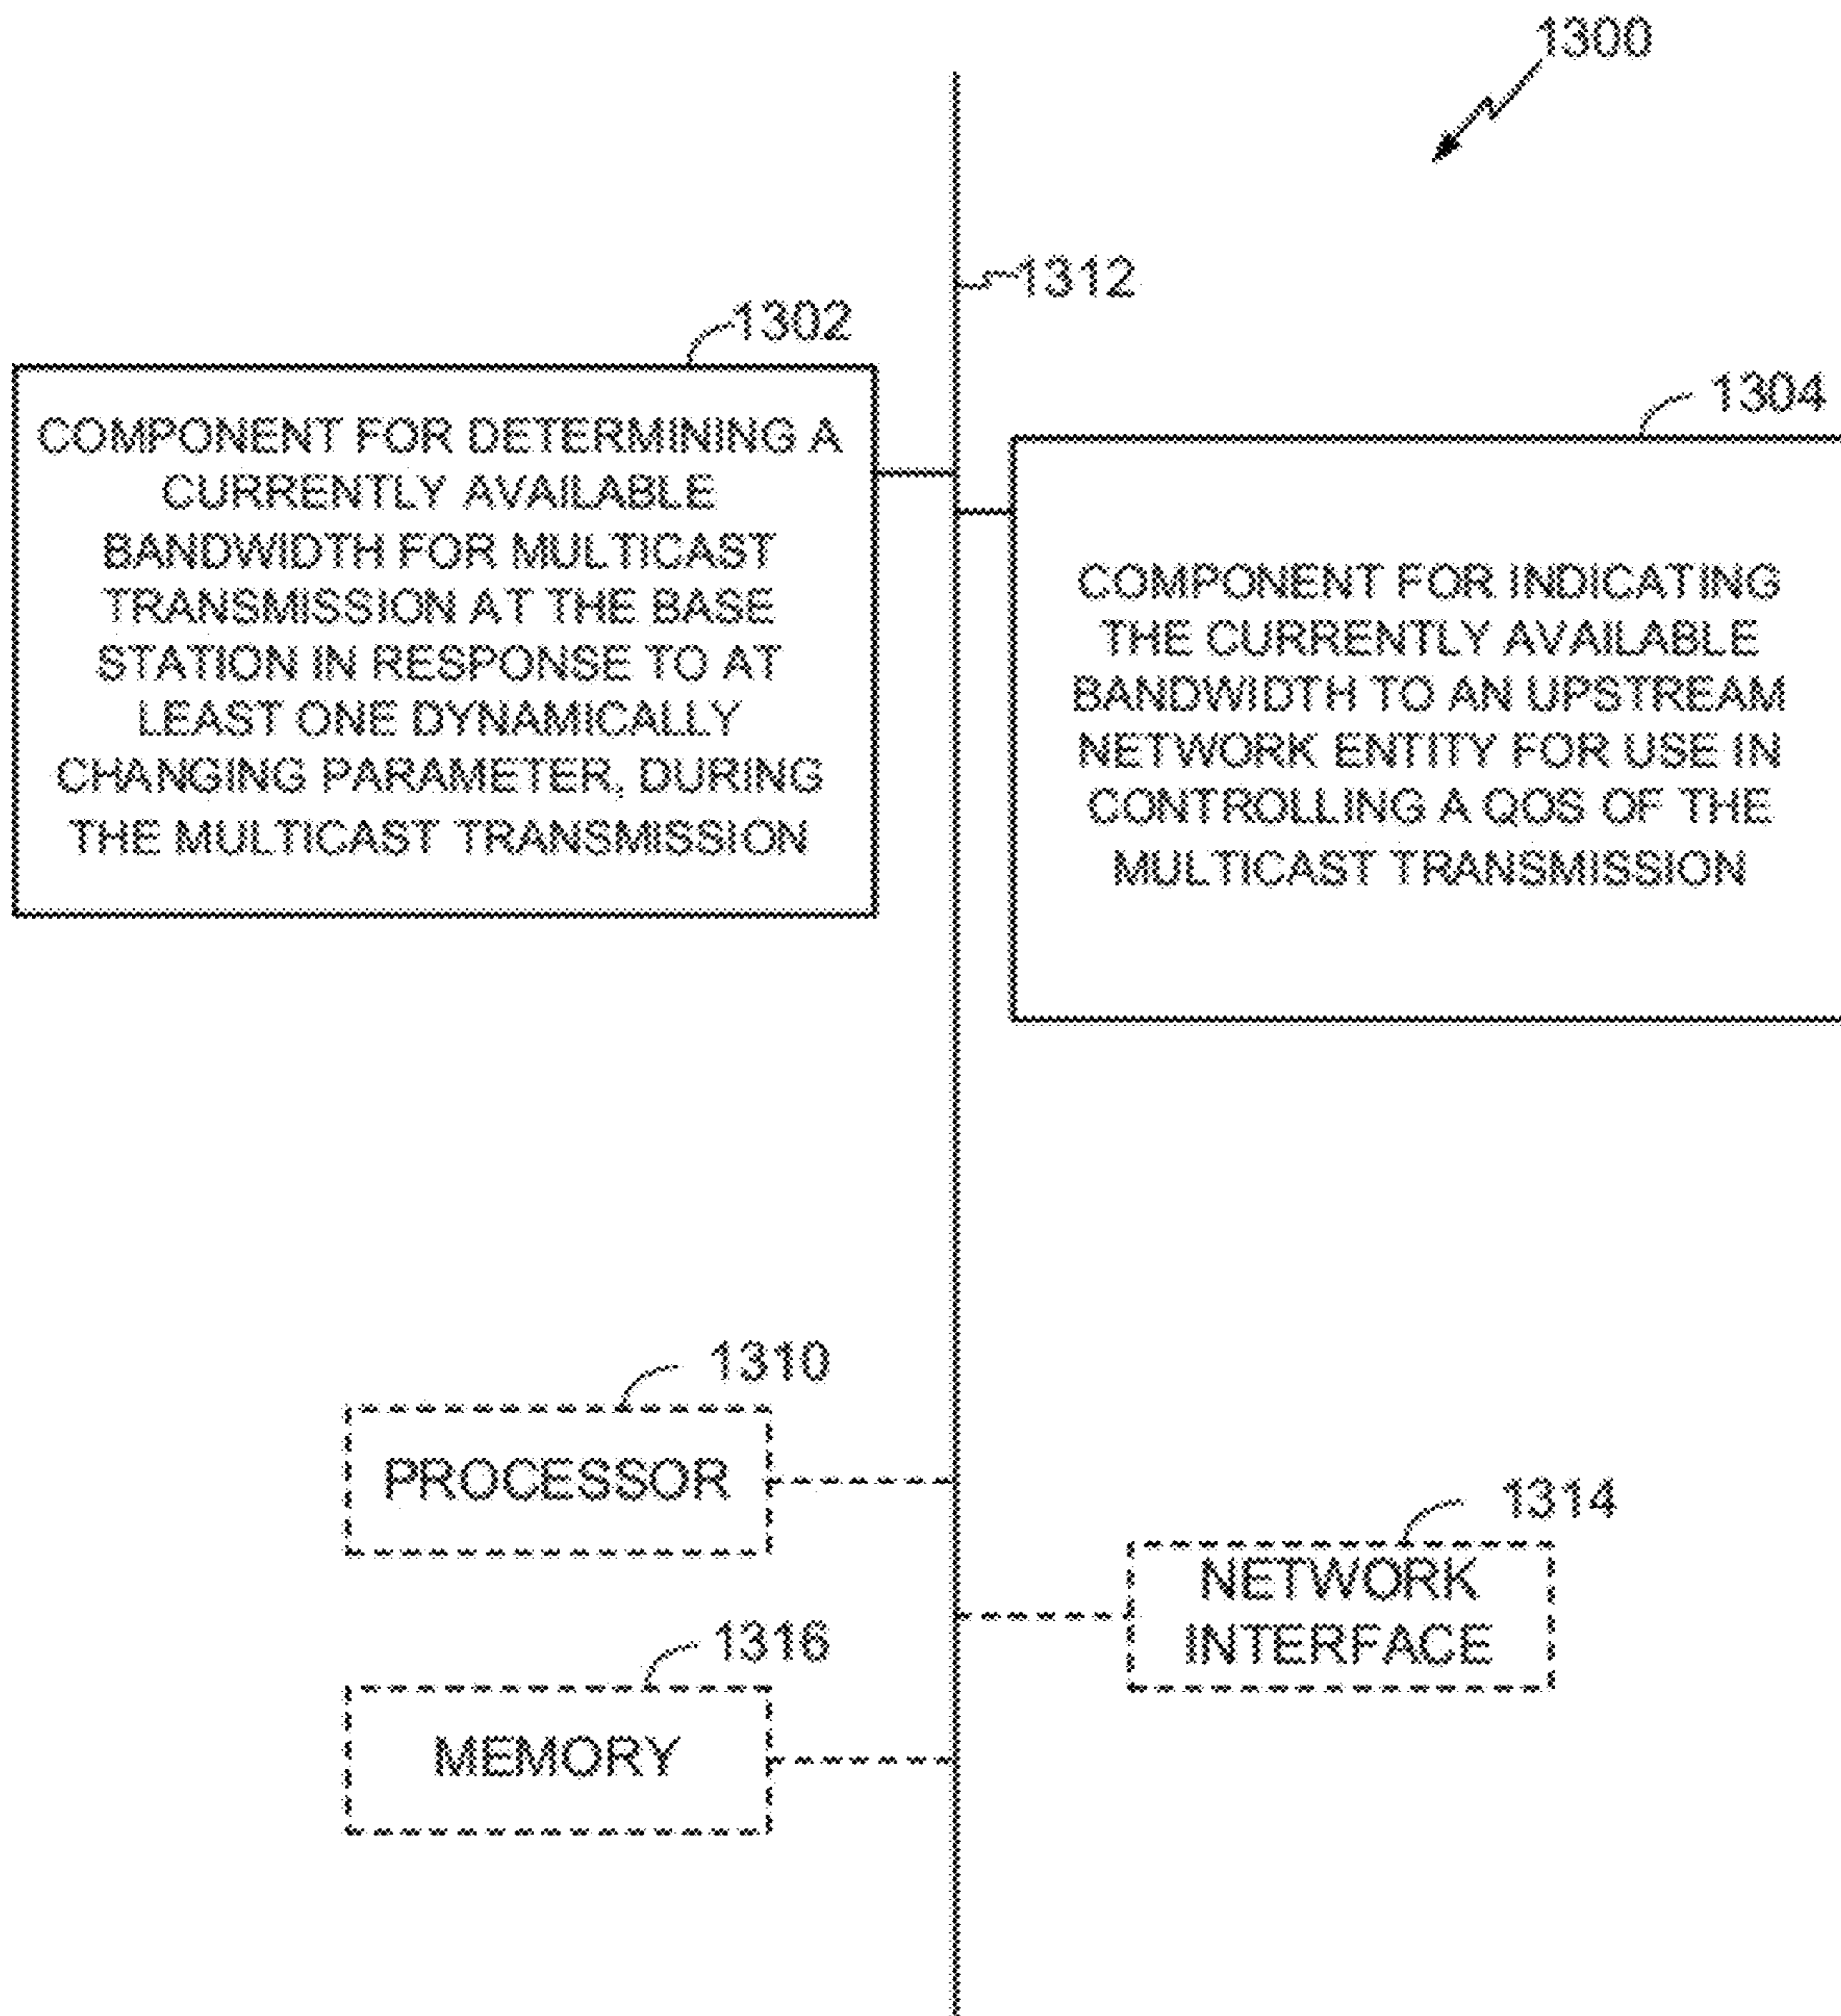 1300
1312
1302
COMPONENT FOR DETERMINING A
CURRENTLY AVAILABLE
BANDWIDTH FOR MULTICAST
TRANSMISSION AT THE BASE
STATION IN RESPONSE TO AT
LEAST ONE DYNAMICALLY
CHANGING PARAMETER, DURING
THE MULTICAST TRANSMISSION
1304
COMPONENT FOR INDICATING
THE CURRENTLY AVAILABLE
BANDWIDTH TO AN UPSTREAM
NETWORK ENTITY FOR USE IN
CONTROLLING A QOS OF THE
MULTICAST TRANSMISSION
1310
PROCESSOR
1314
NETWORK
INTERFACE
1316
MEMORY